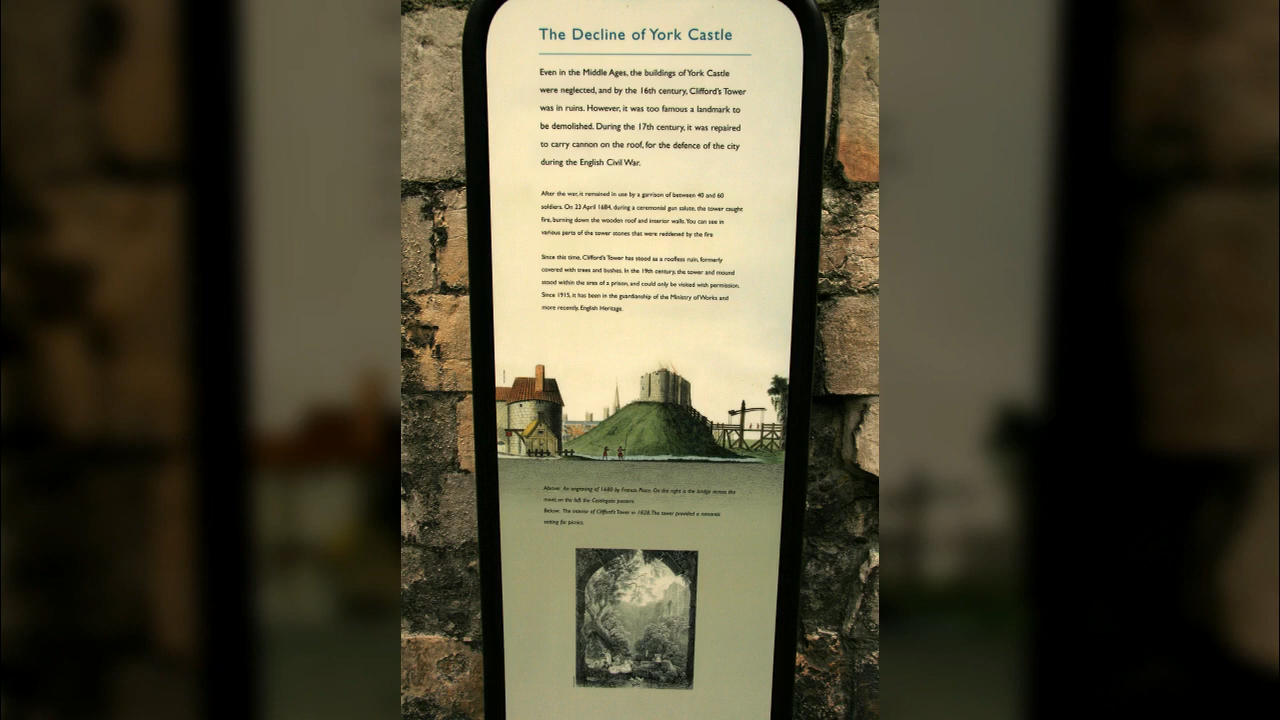 The Decline of York Castle
Even in the Middle Ages, the buildings of York Castle
were neglected, and by the 16th century, Clifford's Tower
was in ruins. However, it was too famous a landmark to
be demolished. During the 17th century, it was repaired
to carry cannon on the roof, for the defence of the city
during the English Civil War.
After the war, it remained in use by a garrison of between 40 and 60
soldiers. On 23 April 1684, during a ceremonial gun salute, the tower caught
fire, burning down the wooden roof and interior walls. You can see in
various parts of the tower stones that were reddened by the fire
Since this time, Clifford's Tower has stood as a roofless ruin, formerly
covered with trees and bushes. In the 19th century, the tower and mound
stood within the area of a prison, and could only be visited with permission.
Since 1915, it has been in the guardianship of the Ministry of Works and
more recently, English Heritage.
Above: An engraving of 1680 by Francis Place. On the right is the bridge across the
moat; on the left the Castlegate postern.
Below: The interior of Clifford's Tower in 1828. The tower provided a romantic
setting for picnics.